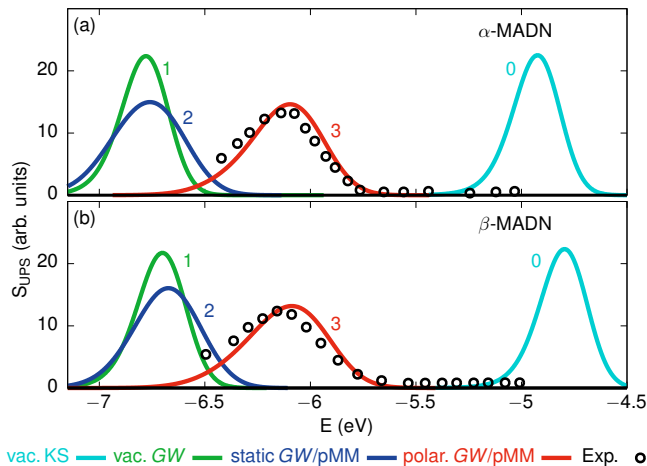 (a)
α-MADN
1
2
3
0
20
10
0
(b)
β-MADN
1
2
3
0
20
10
0
S_UPS (arb. units)
−7 −6.5 −6 −5.5 −5 −4.5
E (eV)
vac. KS vac. GW static GW/pMM polar. GW/pMM Exp.